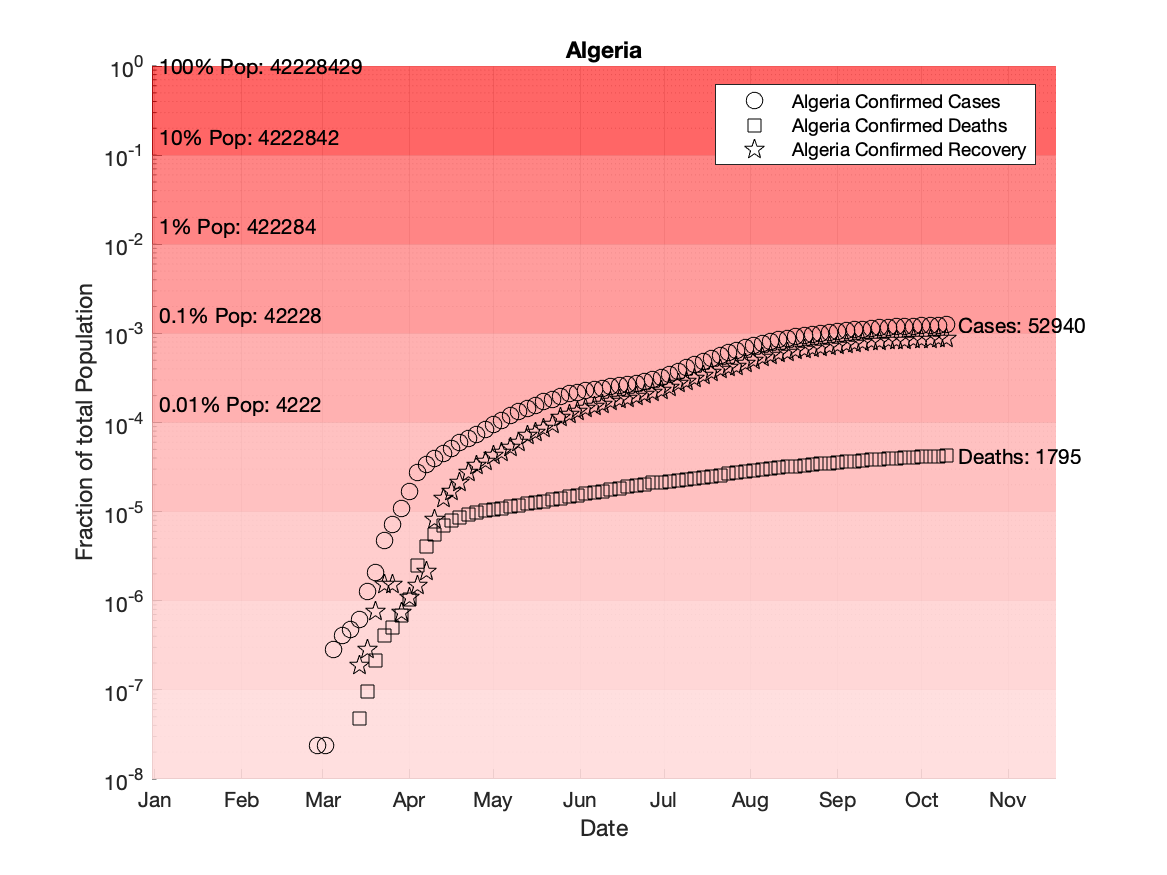 Algeria
10^0
100% Pop: 42228429
Algeria Confirmed Cases
Algeria Confirmed Deaths
Algeria Confirmed Recovery
10% Pop: 4222842
10^-1
1% Pop: 422284
10^-2
0.1% Pop: 42228
10^-3
Cases: 52940
0.01% Pop: 4222
10^-4
Deaths: 1795
10^-5
10^-6
10^-7
10^-8
Fraction of total Population
Jan Feb Mar Apr May Jun Jul Aug Sep Oct Nov
Date